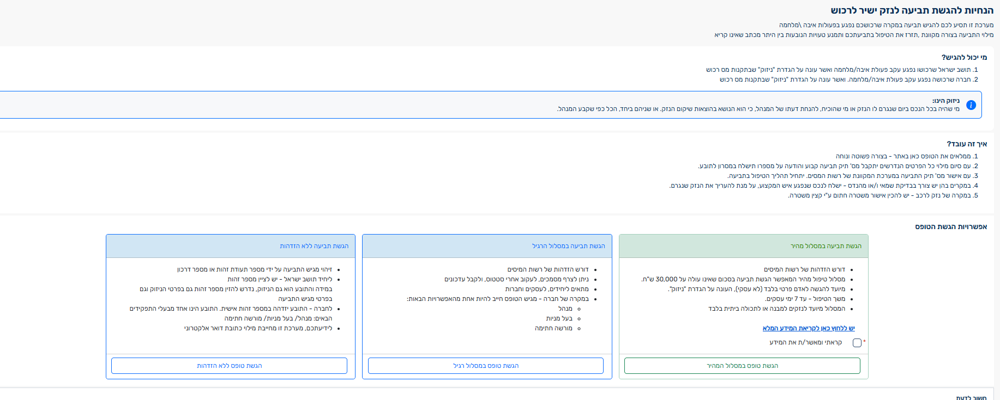 הנחיות להגשת תביעה לנזק ישיר לרכוש
מערכת זו תסיע לכם להגיש תביעה במקרה שרכושכם נפגע בפעולות איבה \מלחמה
מילוי התביעה בצורה מקוונת ,תזרז את הטיפול בתביעתכם ותמנע טעויות הנובעות בין היתר מכתב שאינו קריא
מי יכול להגיש?
1. תושב ישראל שרכושו נפגע עקב פעולת איבה/מלחמה ואשר עונה על הגדרת "ניזוק" שבתקנות מס רכוש
2. חברה שרכושה נפגע עקב פעולת איבה/מלחמה. ואשר עונה על הגדרת "ניזוק" שבתקנות מס רכוש
ניזוק הינו:
מי שהיה בכל הנכס ביום שנגרם לו הנזק או מי שהוכיח, להנחת דעתו של המנהל, כי הוא הנושא בהוצאות שיקום הנזק. או שניהם ביחד, הכל כפי שקבע המנהל.
איך זה עובד?
1. ממלאים את הטופס כאן באתר - בצורה פשוטה ונוחה
2. עם סיום מילוי כל הפרטים הנדרשים יתקבל מס' תיק תביעה קבוע והודעה על מספרו תישלח במסרון לתובע.
3. עם אישור מס' תיק התביעה במערכת המקוונת של רשות המסים. יתחיל תהליך הטיפול בתביעה.
4. במקרים בהן יש צורך בבדיקת שמאי ו/או מהנדס - ישלח לנכס שנפגע איש המקצוע, על מנת להעריך את הנזק שנגרם.
5. במקרה של נזק לרכב - יש להכין אישור משטרה חתום ע"י קצין משטרה.
אפשרויות הגשת הטופס
הגשת תביעה במסלול מהיר
• דורש הזדהות של רשות המיסים
• מסלול טיפול מהיר המאפשר הגשת תביעה בסכום שאינו עולה על 30,000 ש"ח.
• מיועד להגשה לאדם פרטי בלבד (לא עסקי), העונה על הגדרת "ניזוק".
• משך הטיפול - עד 7 ימי עסקים.
• המסלול מיועד לנזקים למבנה או לתכולה ביתית בלבד
יש ללחוץ כאן לקריאת המידע המלא
* קראתי ומאשר/ת את המידע
הגשת טופס במסלול המהיר
הגשת תביעה במסלול הרגיל
• דורש הזדהות של רשות המיסים
• ניתן לצרף מסמכים, לעקוב אחרי סטטוס, ולקבל עדכונים
• מתאים ליחידים, לעסקים וחברות
• במקרה של חברה - מגיש הטופס חייב להיות אחת מהאפשרויות הבאות:
◦ מנהל
◦ בעל מניות
◦ מורשה חתימה
הגשת טופס במסלול רגיל
הגשת תביעה ללא הזדהות
• זיהוי מגיש התביעה על ידי מספר תעודת זהות או מספר דרכון
• ליחיד תושב ישראל - יש לציין מספר זהות
במידה והתובע הוא גם הניזוק, נדרש להזין מספר זהות גם בפרטי הניזוק וגם
בפרטי מגיש התביעה
• לחברה - התובע יזדהה במספר זהות אישית. התובע הינו אחד מבעלי התפקידים
הבאים: מנהל/ בעל מניות/ מורשה חתימה
• לידיעתכם, מערכת זו מחייבת מילוי כתובת דואר אלקטרוני
הגשת טופס ללא הזדהות
חשוב לדעת